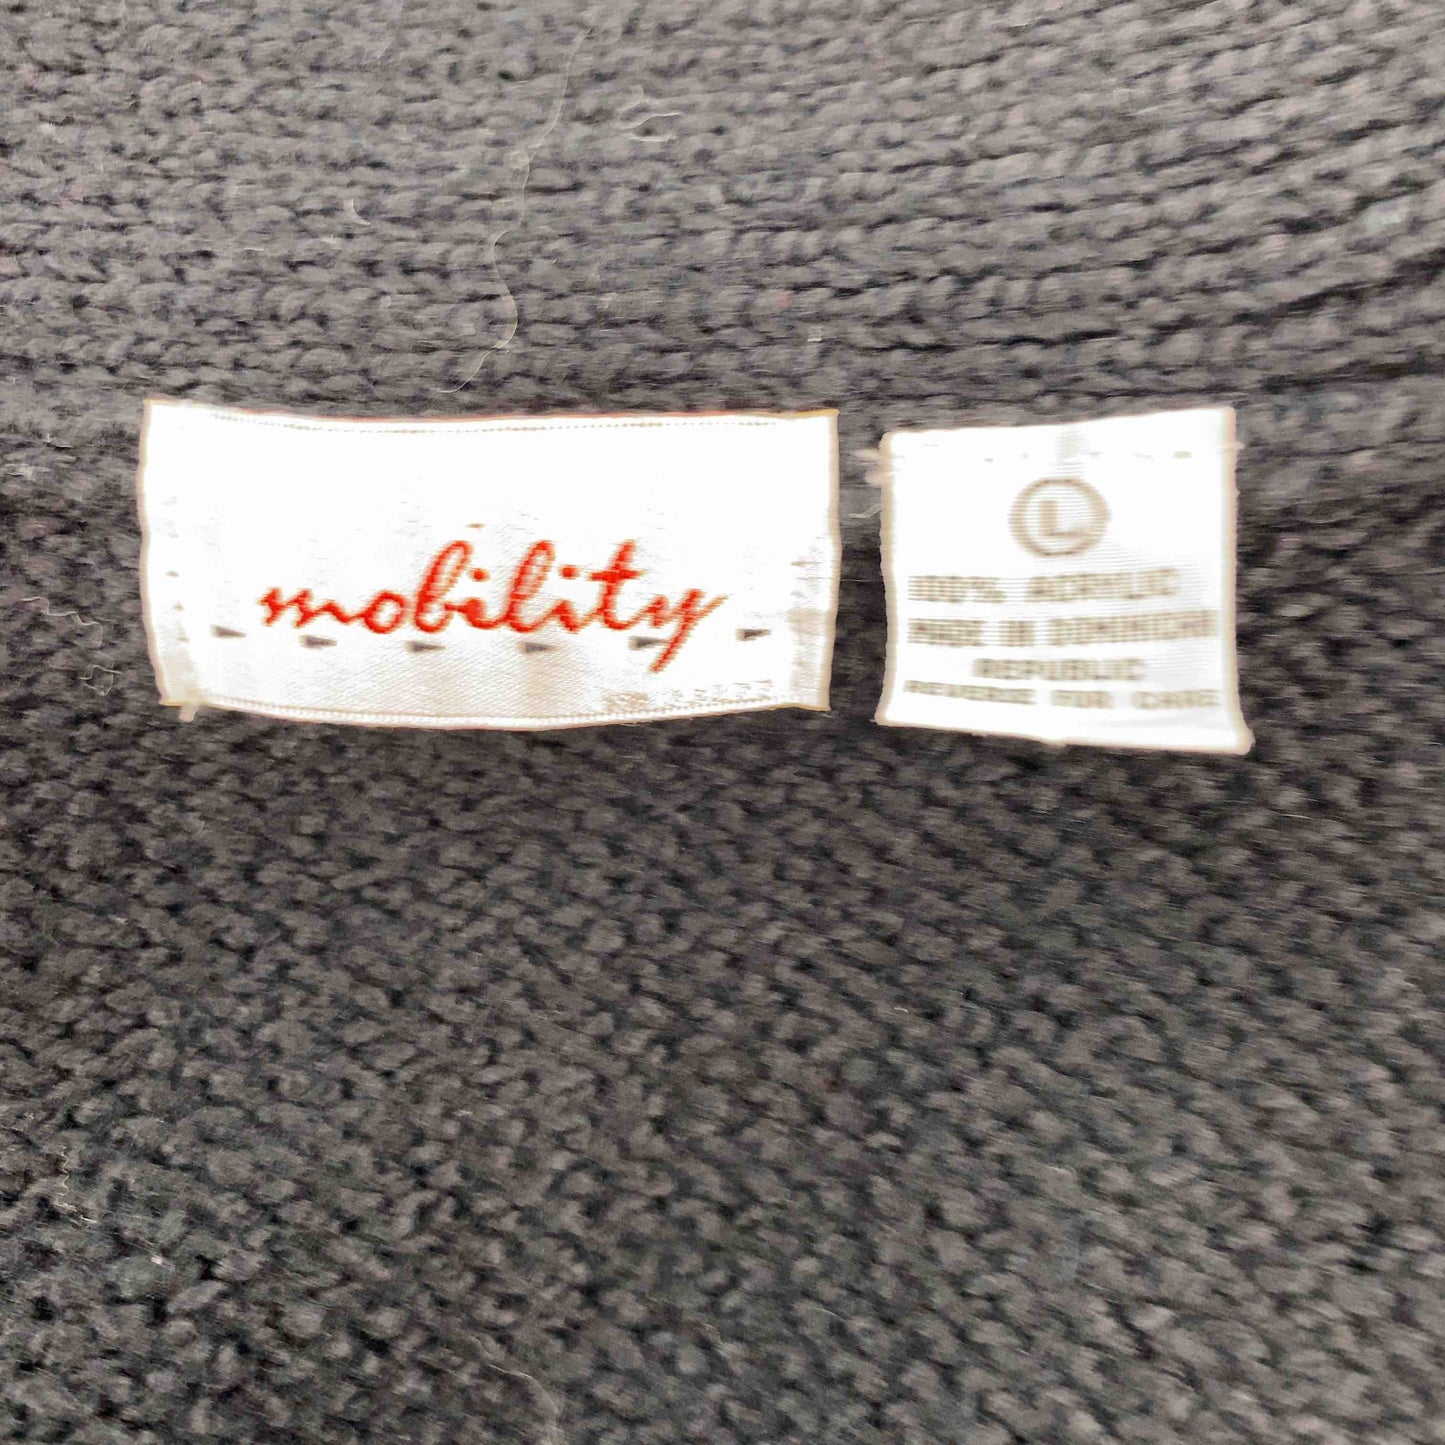 mobility
L
100% ACRYLIC
MADE IN DOMINICAN
REPUBLIC
REVERSE FOR CARE